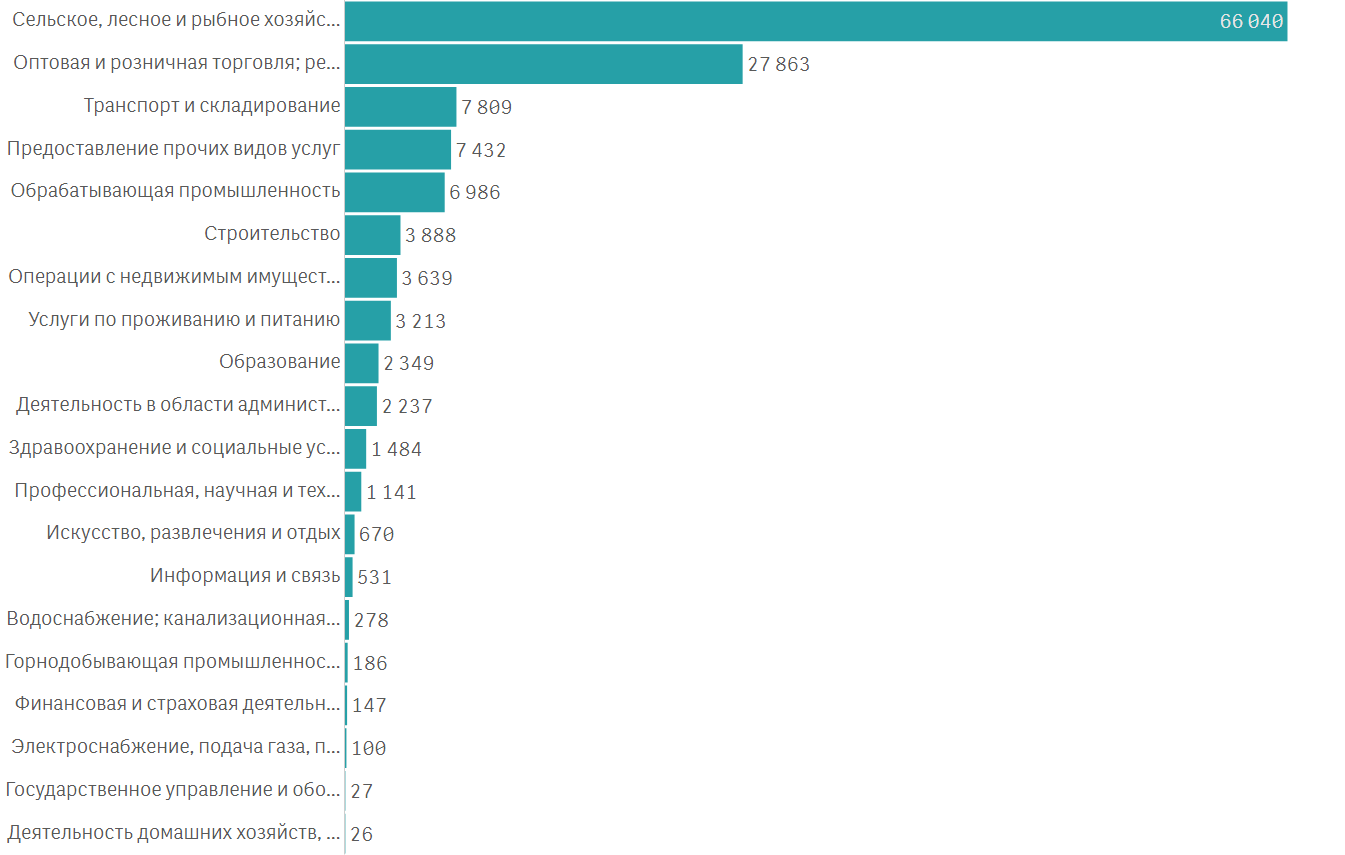 Сельское, лесное и рыбное хозяйс... 66 040
Оптовая и розничная торговля; ре... 27 863
Транспорт и складирование 7 809
Предоставление прочих видов услуг 7 432
Обрабатывающая промышленность 6 986
Строительство 3 888
Операции с недвижимым имущест... 3 639
Услуги по проживанию и питанию 3 213
Образование 2 349
Деятельность в области админист... 2 237
Здравоохранение и социальные ус... 1 484
Профессиональная, научная и тех... 1 141
Искусство, развлечения и отдых 670
Информация и связь 531
Водоснабжение; канализационная... 278
Горнодобывающая промышленнос... 186
Финансовая и страховая деятельн... 147
Электроснабжение, подача газа, п... 100
Государственное управление и обо... 27
Деятельность домашних хозяйств, ... 26